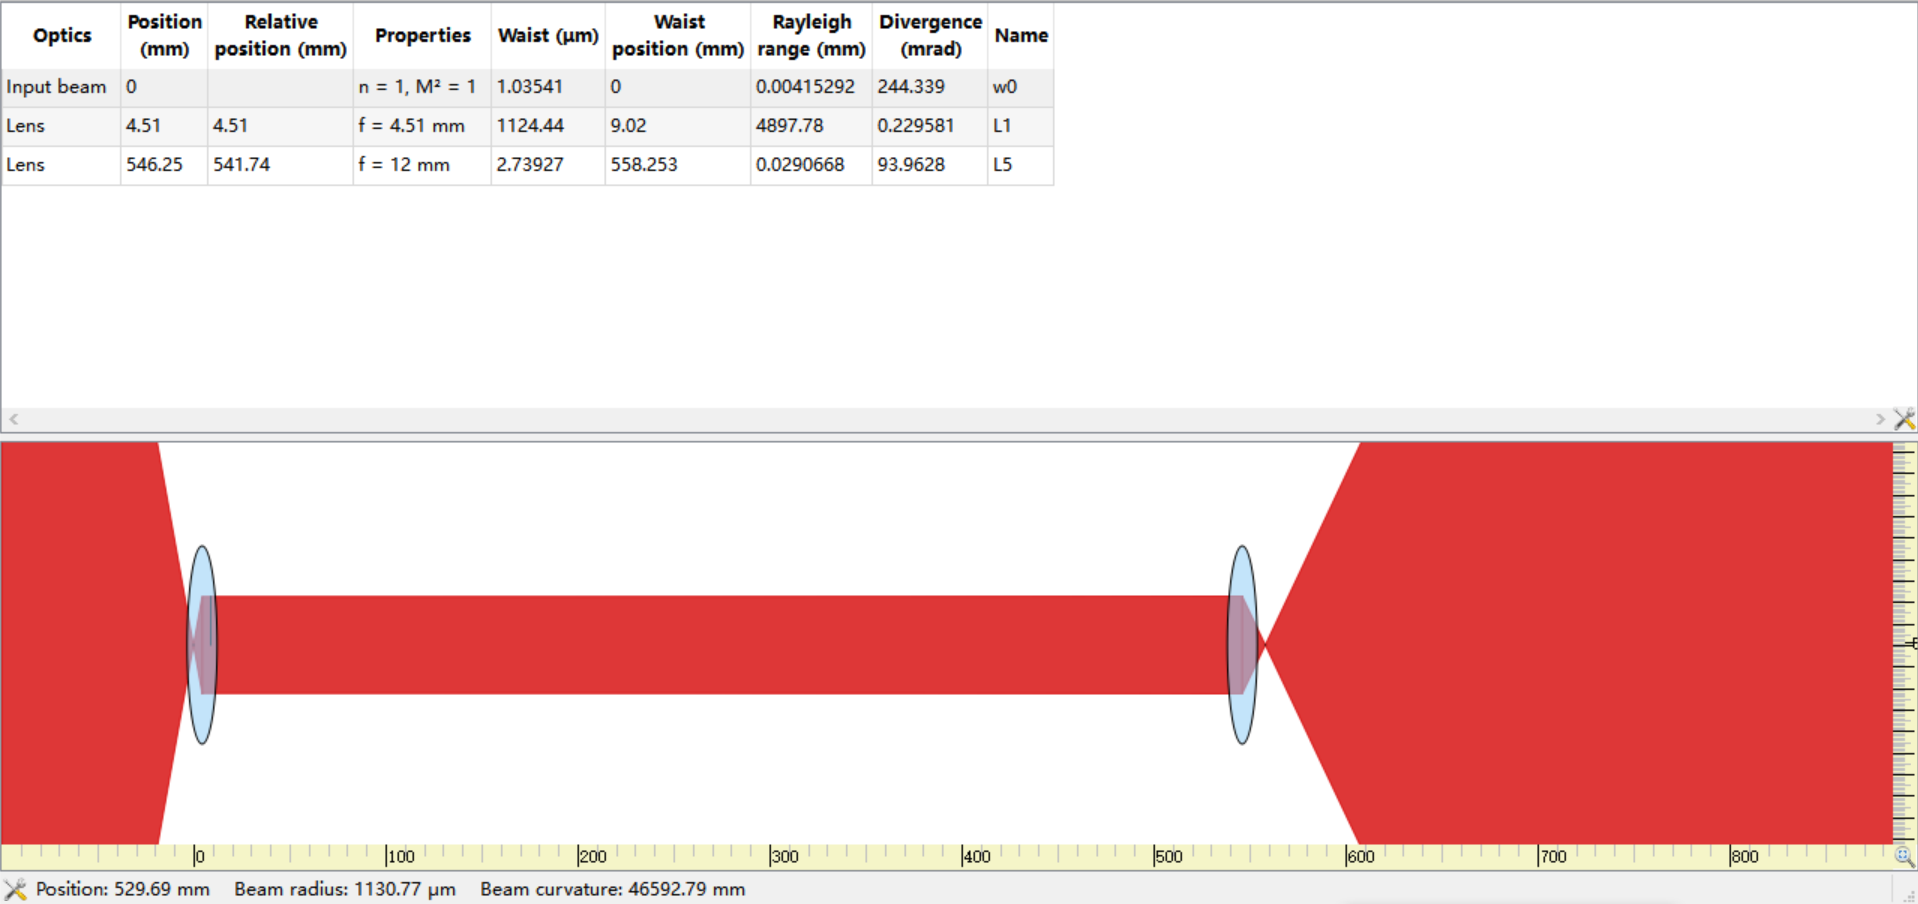 Optics Position (mm) Relative position (mm) Properties Waist (μm) Waist position (mm) Rayleigh range (mm) Divergence (mrad) Name
Input beam 0 n = 1, M² = 1 1.03541 0 0.00415292 244.339 w0
Lens 4.51 4.51 f = 4.51 mm 1124.44 9.02 4897.78 0.229581 L1
Lens 546.25 541.74 f = 12 mm 2.73927 558.253 0.0290668 93.9628 L5
0 100 200 300 400 500 600 700 800
Position: 529.69 mm Beam radius: 1130.77 μm Beam curvature: 46592.79 mm